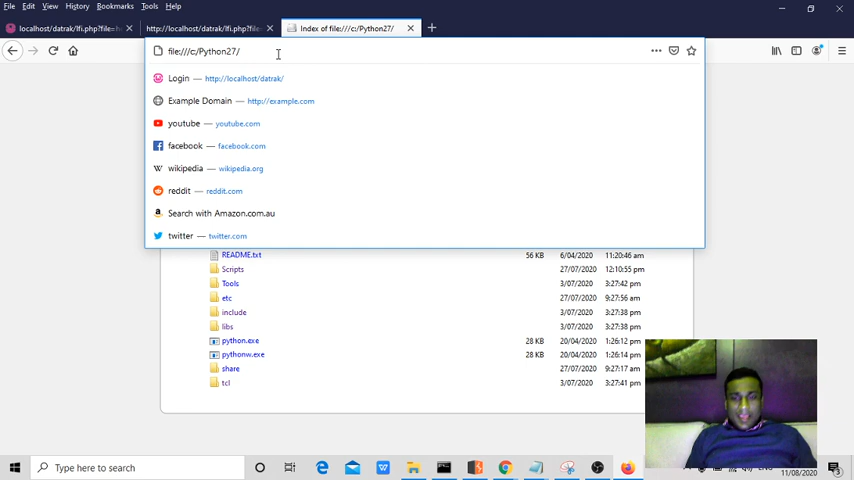 File Edit View History Bookmarks Tools Help
localhost/datrak/lfi.php?file=h
http://localhost/datrak/lfi.php?file=
Index of file:///c:/Python27/
file:///c:/Python27/
Login — http://localhost/datrak/
Example Domain — http://example.com
youtube — youtube.com
facebook — facebook.com
W wikipedia — wikipedia.org
reddit — reddit.com
Search with Amazon.com.au
twitter — twitter.com
README.txt 56 KB 6/04/2020 11:20:46 am
Scripts 27/07/2020 12:10:55 pm
Tools 3/07/2020 3:27:42 pm
etc 27/07/2020 9:27:56 am
include 3/07/2020 3:27:38 pm
libs 3/07/2020 3:27:38 pm
python.exe 28 KB 20/04/2020 1:26:12 pm
pythonw.exe 28 KB 20/04/2020 1:26:14 pm
share 27/07/2020 9:27:17 am
tcl 3/07/2020 3:27:41 pm
Type here to search
11/08/2020